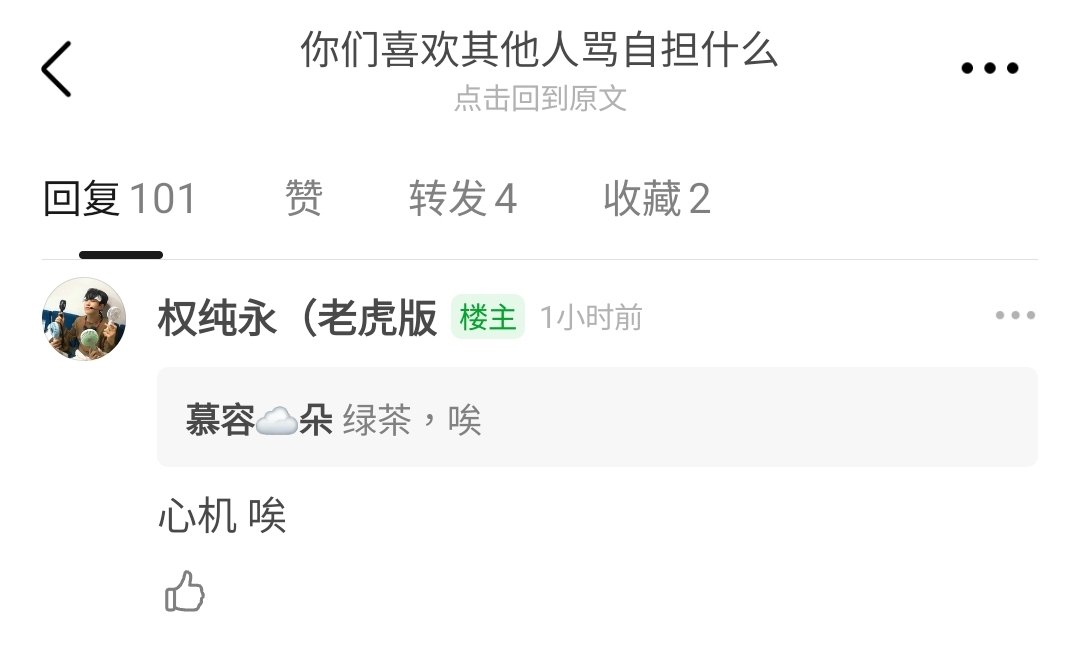 你们喜欢其他人骂自担什么
点击回到原文
回复 101 赞 转发 4 收藏 2
权纯永（老虎版 楼主 1小时前
慕容☁️朵 绿茶，唉
心机 唉